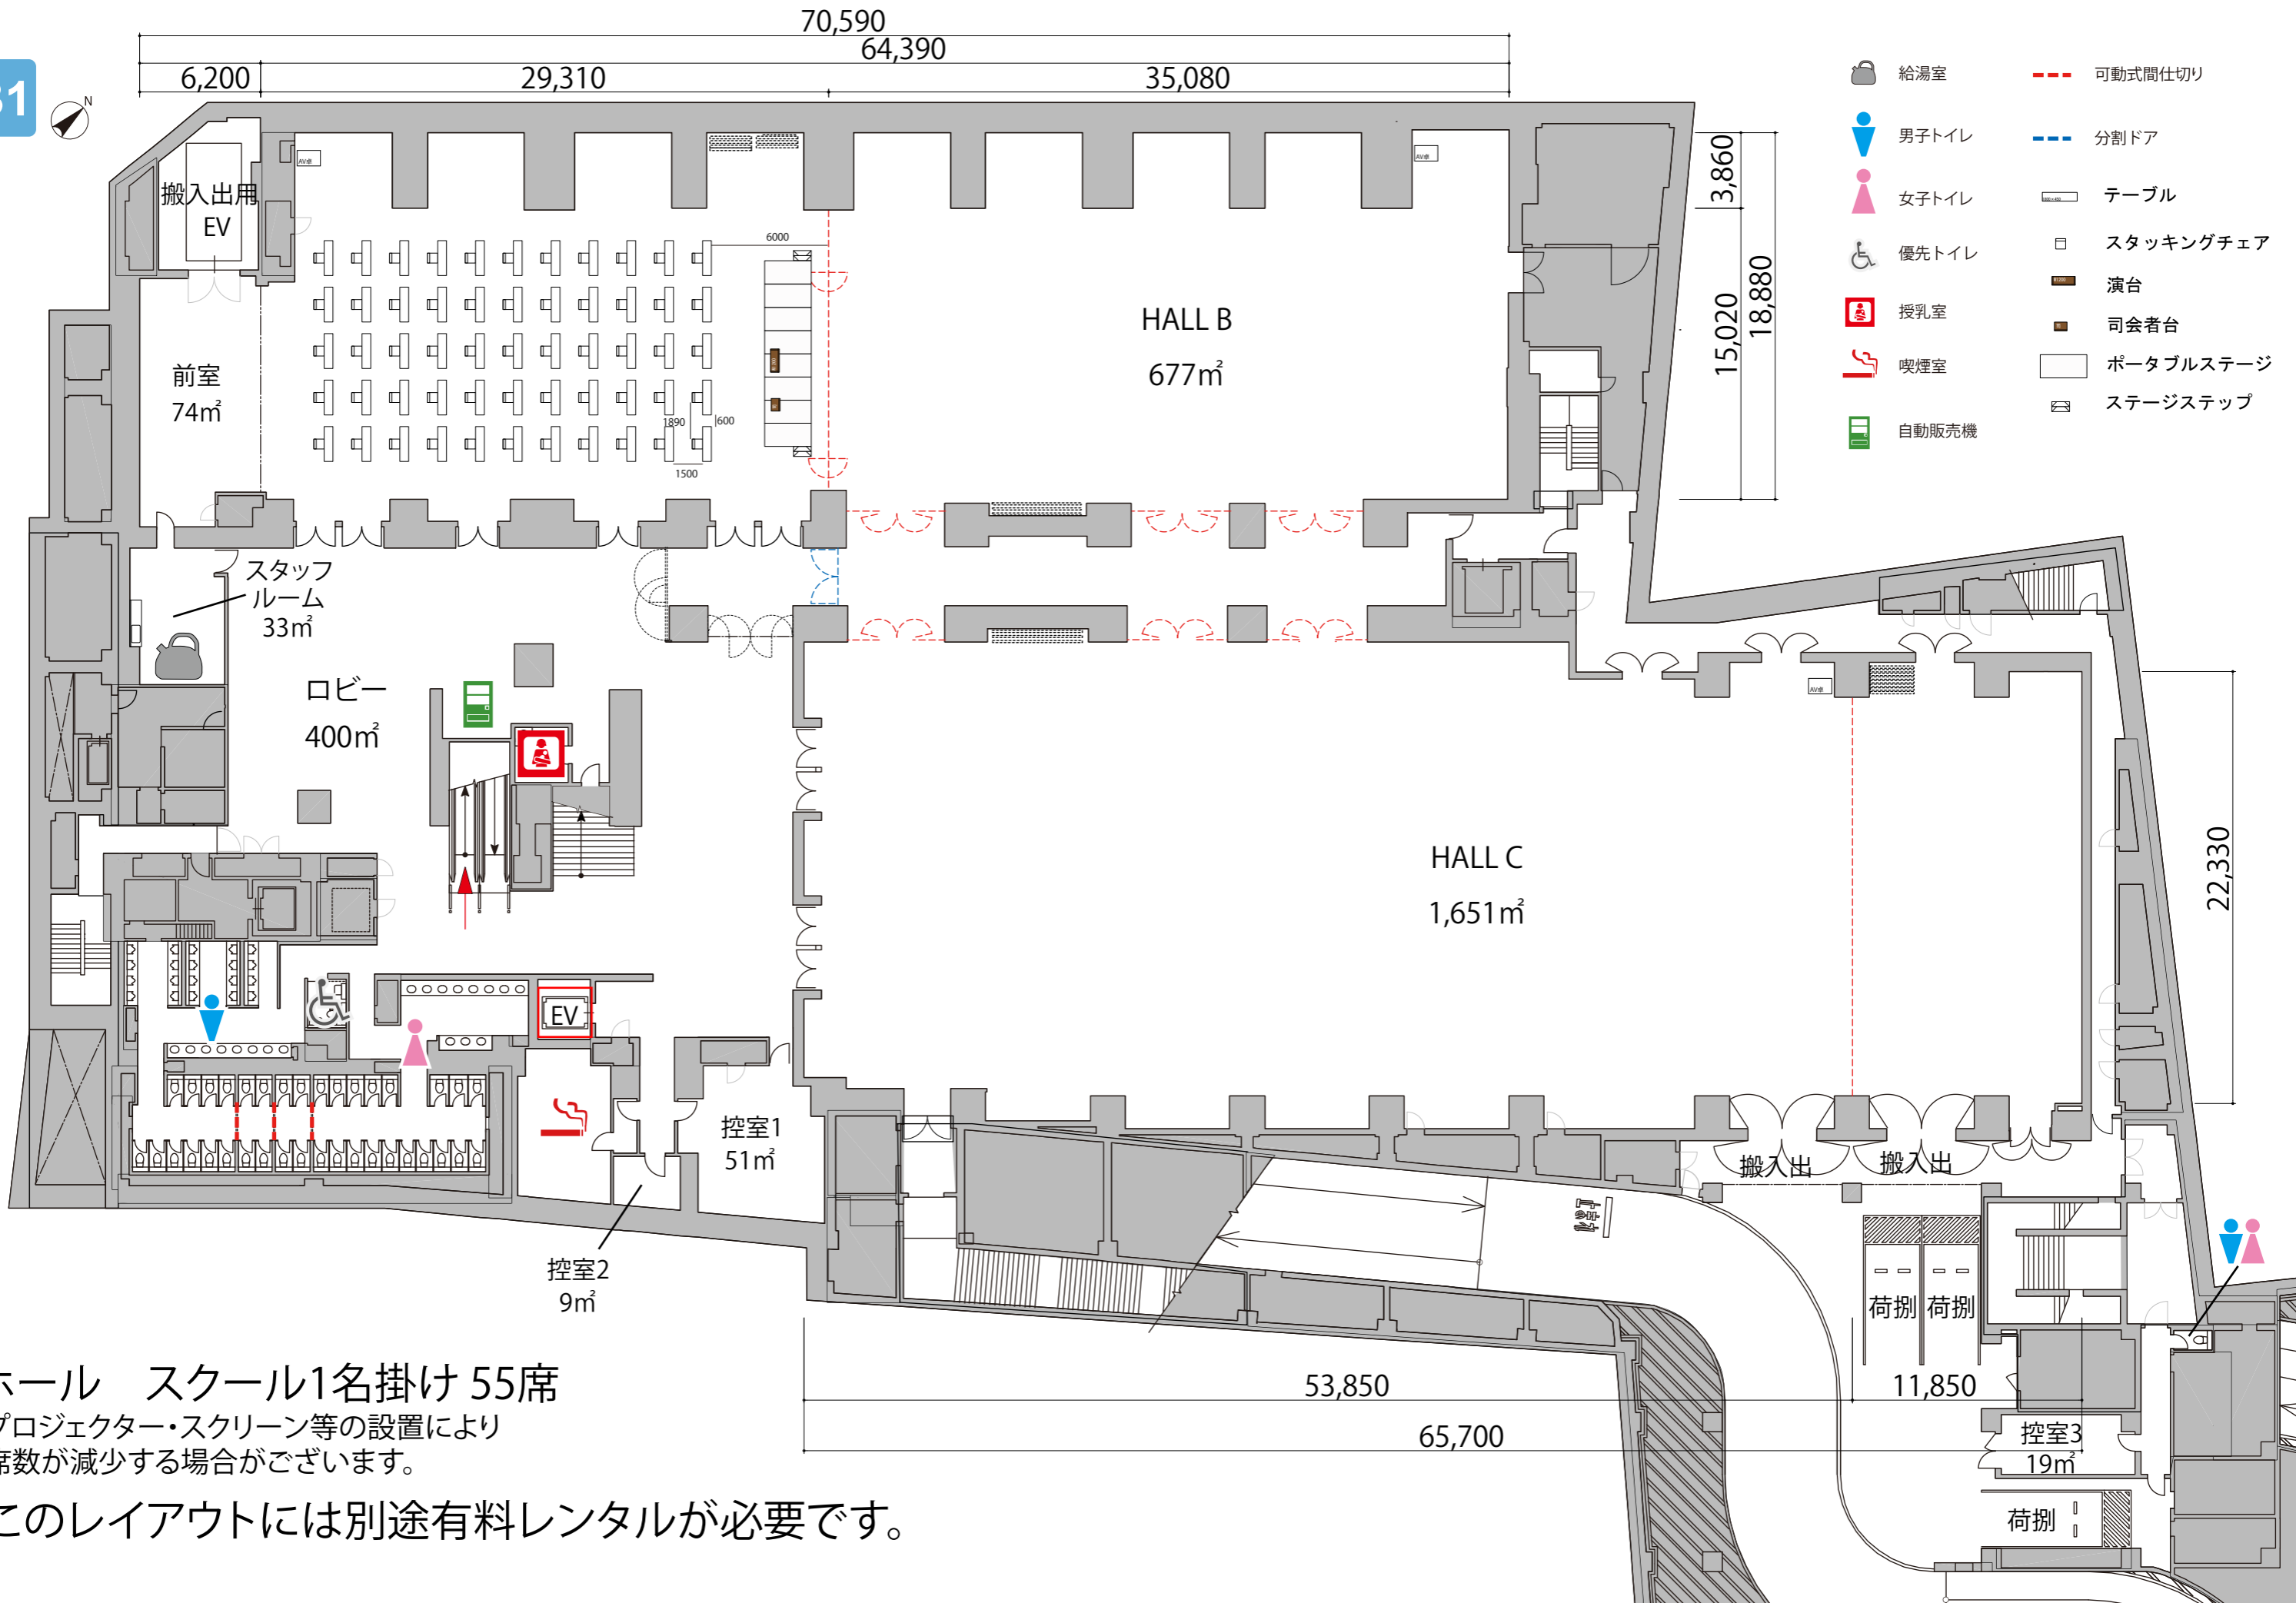 70,590
64,390
6,200
29,310
35,080
31
N
給湯室
可動式間仕切り
男子トイレ
分割ドア
女子トイレ
テーブル
優先トイレ
スタッキングチェア
演台
授乳室
司会者台
喫煙室
ポータブルステージ
ステージステップ
自動販売機
搬入出用
EV
AV卓
AV卓
3,860
15,020
18,880
6000
HALL B
677㎡
前室
74㎡
1890
600
1500
スタッフ
ルーム
33㎡
ロビー
400㎡
AV卓
HALL C
1,651㎡
22,330
EV
控室1
51㎡
搬入出
搬入出
控室2
9㎡
荷捌
荷捌
ホール　スクール1名掛け 55席
プロジェクター・スクリーン等の設置により
席数が減少する場合がございます。
このレイアウトには別途有料レンタルが必要です。
53,850
11,850
65,700
控室3
19㎡
荷捌